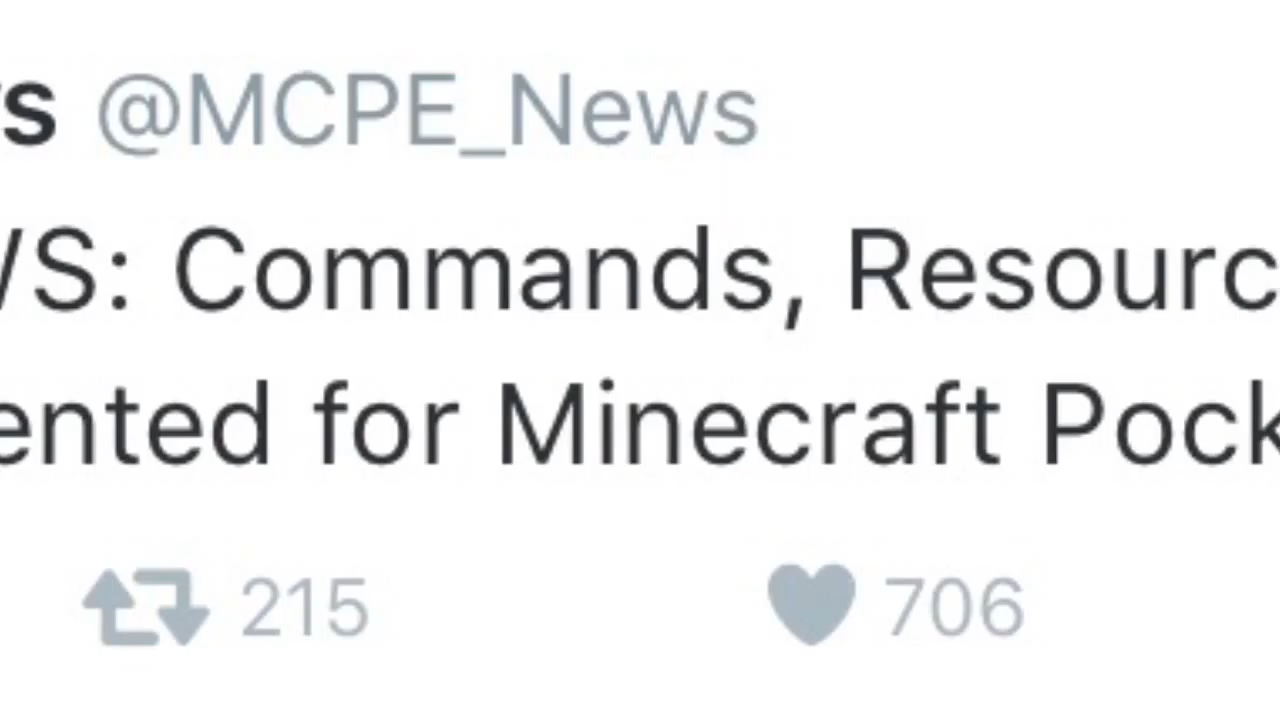 s @MCPE_News
S: Commands, Resourc
ented for Minecraft Pock
215 706